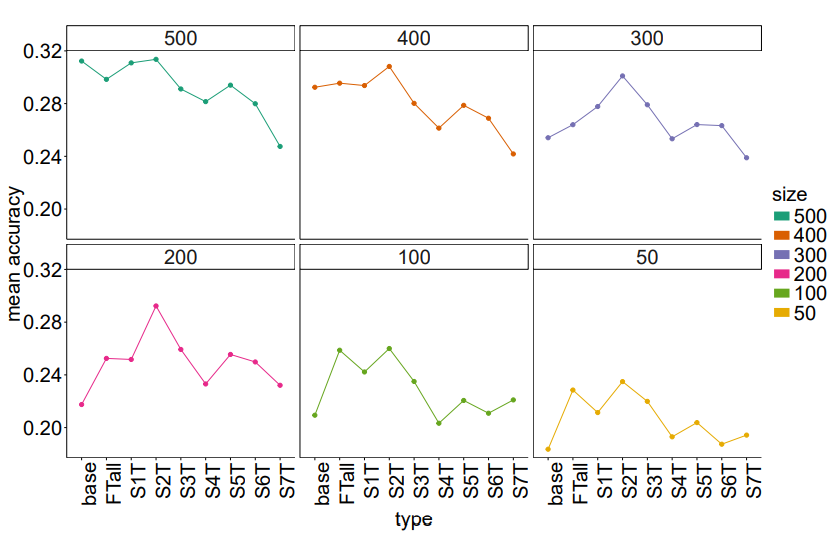 500 400 300
0.32
0.28
0.24
0.20
200 100 50
0.32
0.28
0.24
0.20
mean accuracy
base FTall S1T S2T S3T S4T S5T S6T S7T
base FTall S1T S2T S3T S4T S5T S6T S7T
base FTall S1T S2T S3T S4T S5T S6T S7T
type
size
500
400
300
200
100
50